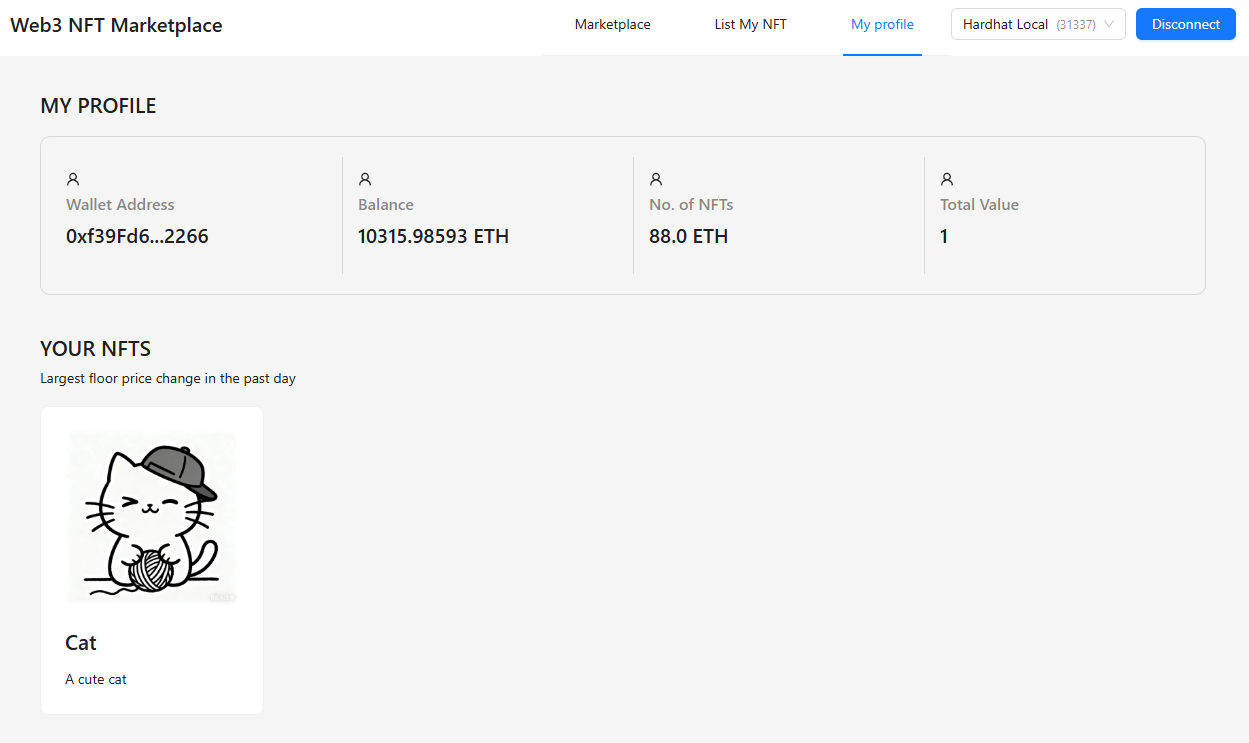 Web3 NFT Marketplace
Marketplace
List My NFT
My profile
Hardhat Local (31337)
Disconnect
MY PROFILE
Wallet Address
0xf39Fd6...2266
Balance
10315.98593 ETH
No. of NFTs
88.0 ETH
Total Value
1
YOUR NFTS
Largest floor price change in the past day
Cat
A cute cat